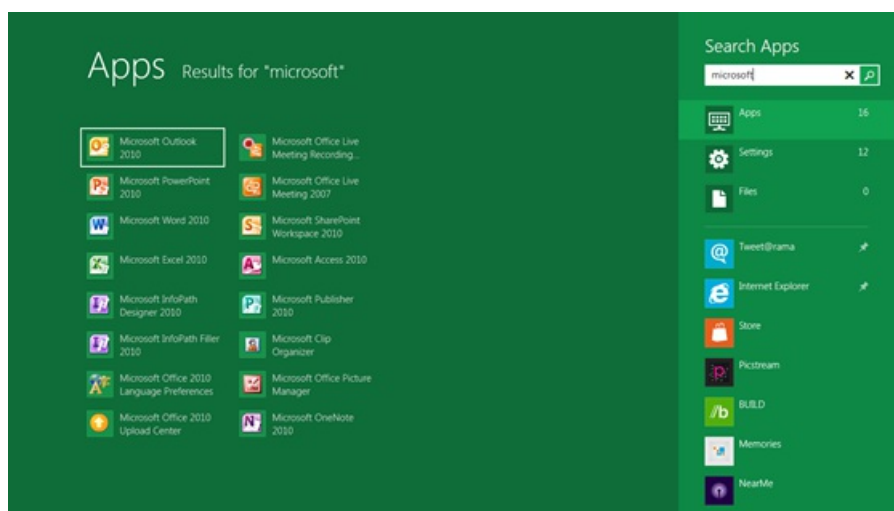 Apps Results for "microsoft"
Microsoft Outlook
2010
Microsoft PowerPoint
2010
Microsoft Word 2010
Microsoft Excel 2010
Microsoft InfoPath
Designer 2010
Microsoft InfoPath Filler
2010
Microsoft Office 2010
Language Preferences
Microsoft Office 2010
Upload Center
Microsoft Office Live
Meeting Recording...
Microsoft Office Live
Meeting 2007
Microsoft SharePoint
Workspace 2010
Microsoft Access 2010
Microsoft Publisher
2010
Microsoft Clip
Organizer
Microsoft Office Picture
Manager
Microsoft OneNote
2010
Search Apps
microsoft
Apps 16
Settings 12
Files 0
Tweet@rama
Internet Explorer
Store
Picstream
//b BUILD
Memories
NearMe